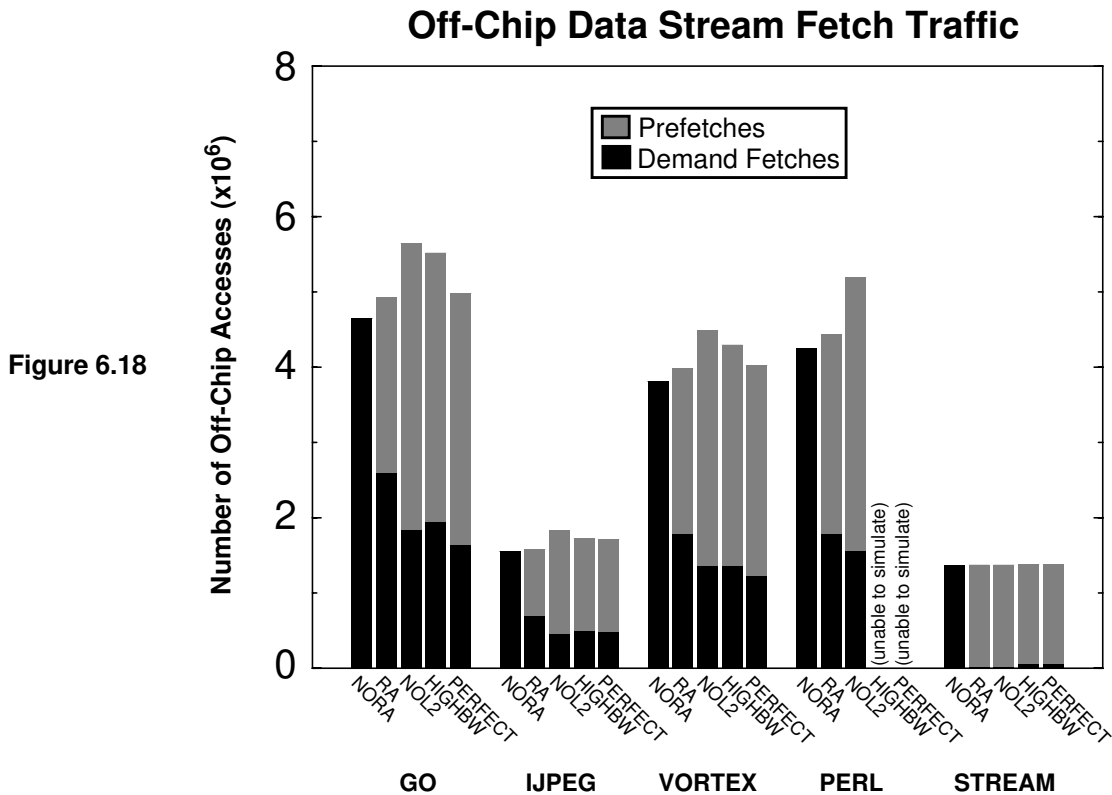 Off-Chip Data Stream Fetch Traffic
Figure 6.18
Number of Off-Chip Accesses (x10⁶)
8
6
4
2
0
Prefetches
Demand Fetches
NORA
RA
NOL2
HIGHBW
PERFECT
GO
NORA
RA
NOL2
HIGHBW
PERFECT
IJPEG
NORA
RA
NOL2
HIGHBW
PERFECT
VORTEX
(unable to simulate)
(unable to simulate)
NORA
RA
NOL2
HIGHBW
PERFECT
PERL
NORA
RA
NOL2
HIGHBW
PERFECT
STREAM